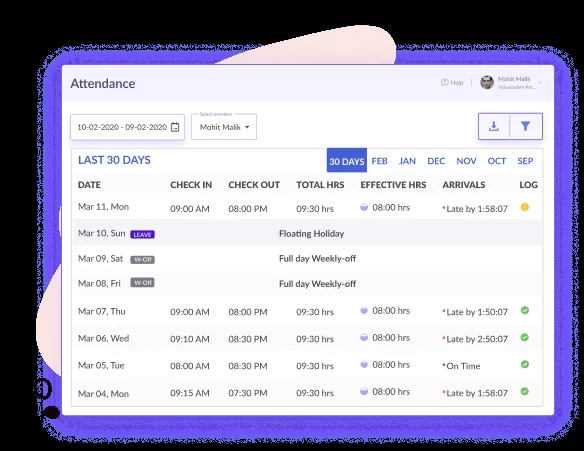 Attendance
Help
Mohit Malik
Valuecoders Pvt...
10-02-2020 - 09-02-2020
Select members
Mohit Malik
LAST 30 DAYS 30 DAYS FEB JAN DEC NOV OCT SEP
DATE CHECK IN CHECK OUT TOTAL HRS EFFECTIVE HRS ARRIVALS LOG
Mar 11, Mon 09:00 AM 08:00 PM 09:30 hrs 08:00 hrs *Late by 1:58:07
Mar 10, Sun LEAVE Floating Holiday
Mar 09, Sat W-Off Full day Weekly-off
Mar 08, Fri W-Off Full day Weekly-off
Mar 07, Thu 09:00 AM 08:00 PM 09:30 hrs 08:00 hrs *Late by 1:50:07
Mar 06, Wed 09:10 AM 08:30 PM 09:30 hrs 08:00 hrs *Late by 2:50:07
Mar 05, Tue 08:00 AM 08:30 PM 09:30 hrs 08:00 hrs *On Time
Mar 04, Mon 09:15 AM 07:30 PM 09:30 hrs 08:00 hrs *Late by 1:58:07